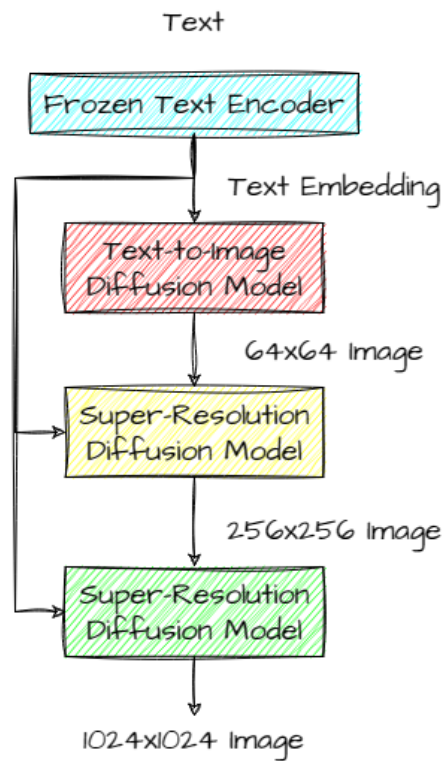 Text
Frozen Text Encoder
Text Embedding
Text-to-Image
Diffusion Model
64x64 Image
Super-Resolution
Diffusion Model
256x256 Image
Super-Resolution
Diffusion Model
1024x1024 Image